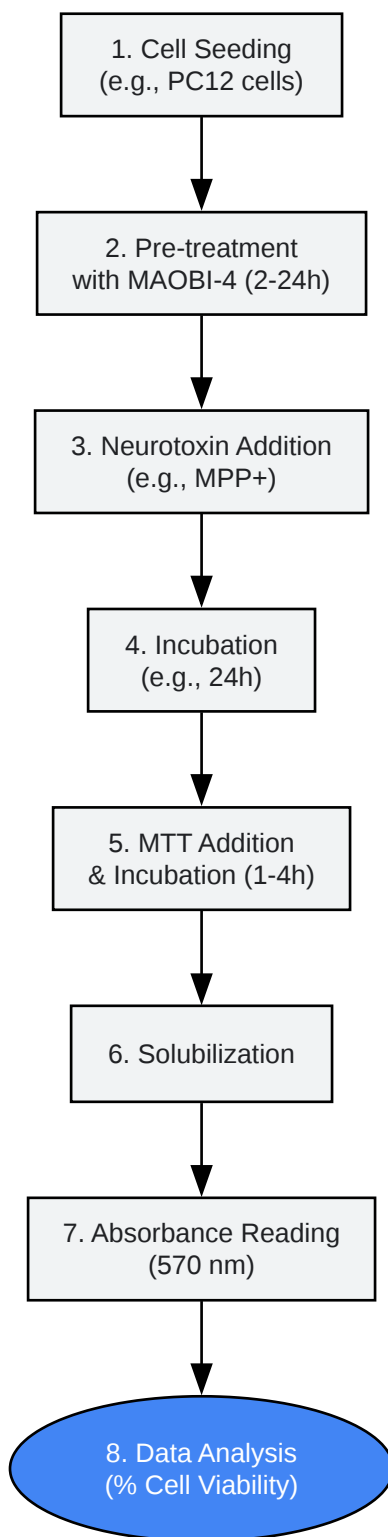 1. Cell Seeding
(e.g., PC12 cells)
2. Pre-treatment
with MAOBI-4 (2-24h)
3. Neurotoxin Addition
(e.g., MPP+)
4. Incubation
(e.g., 24h)
5. MTT Addition
& Incubation (1-4h)
6. Solubilization
7. Absorbance Reading
(570 nm)
8. Data Analysis
(% Cell Viability)